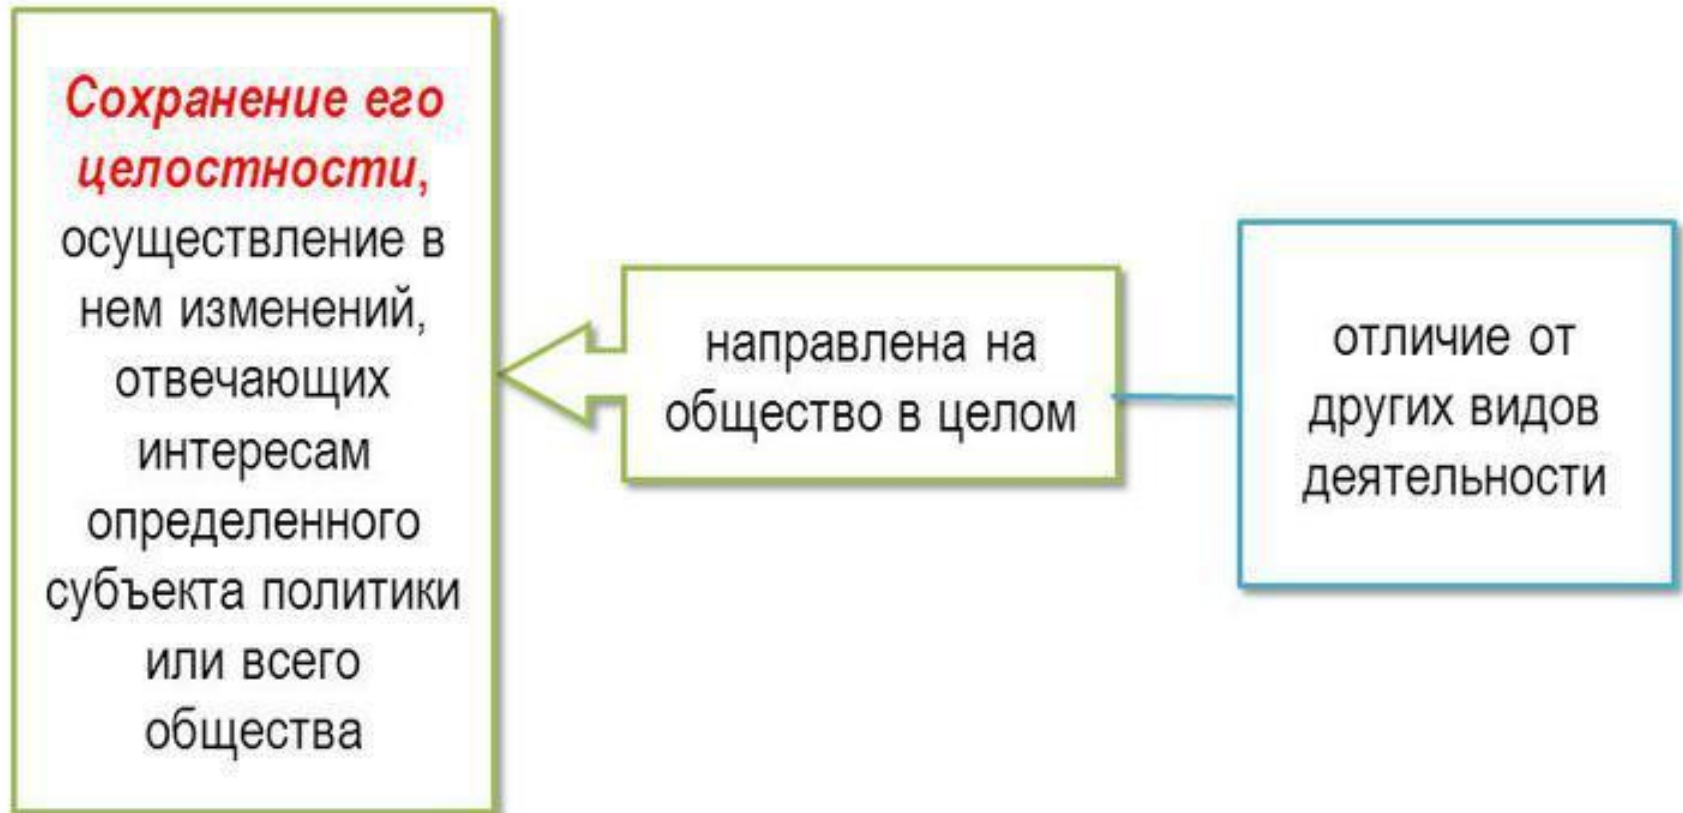 Сохранение его
целостности,
осуществление в
нем изменений,
отвечающих
интересам
определенного
субъекта политики
или всего
общества
направлена на
общество в целом
отличие от
других видов
деятельности